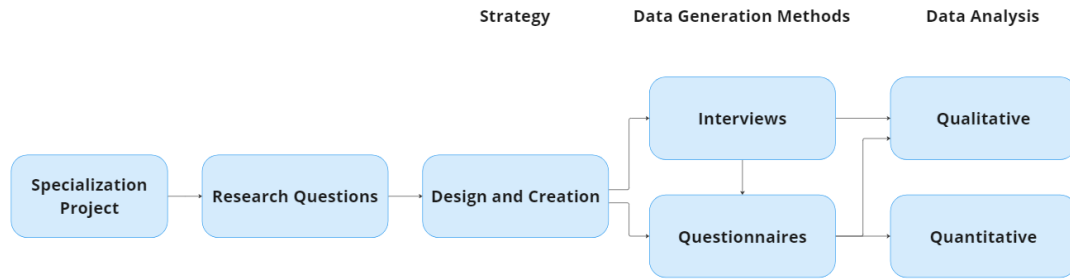 Strategy
Data Generation Methods
Data Analysis
Interviews
Qualitative
Specialization
Project
Research Questions
Design and Creation
Questionnaires
Quantitative